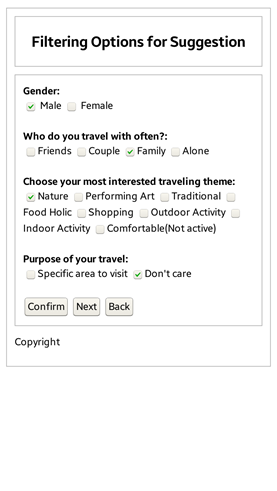 Filtering Options for Suggestion
Gender:
Male Female
Who do you travel with often?:
Friends Couple Family Alone
Choose your most interested traveling theme:
Nature Performing Art Traditional
Food Holic Shopping Outdoor Activity
Indoor Activity Comfortable(Not active)
Purpose of your travel:
Specific area to visit Don't care
Confirm Next Back
Copyright